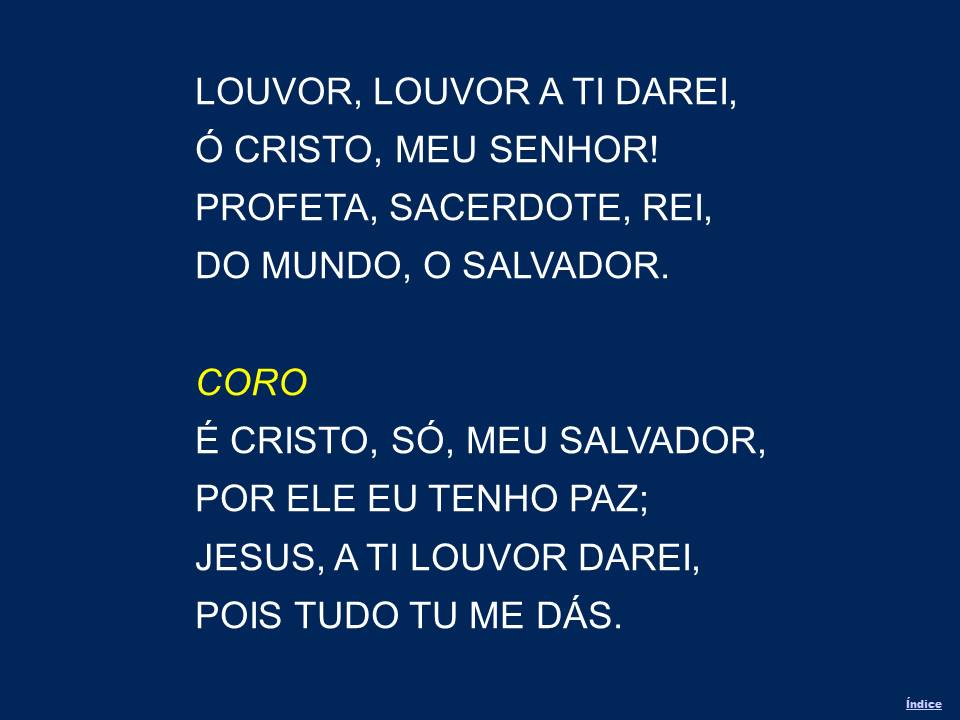 LOUVOR, LOUVOR A TI DAREI,
Ó CRISTO, MEU SENHOR!
PROFETA, SACERDOTE, REI,
DO MUNDO, O SALVADOR.
CORO
É CRISTO, SÓ, MEU SALVADOR,
POR ELE EU TENHO PAZ;
JESUS, A TI LOUVOR DAREI,
POIS TUDO TU ME DÁS.
Índice